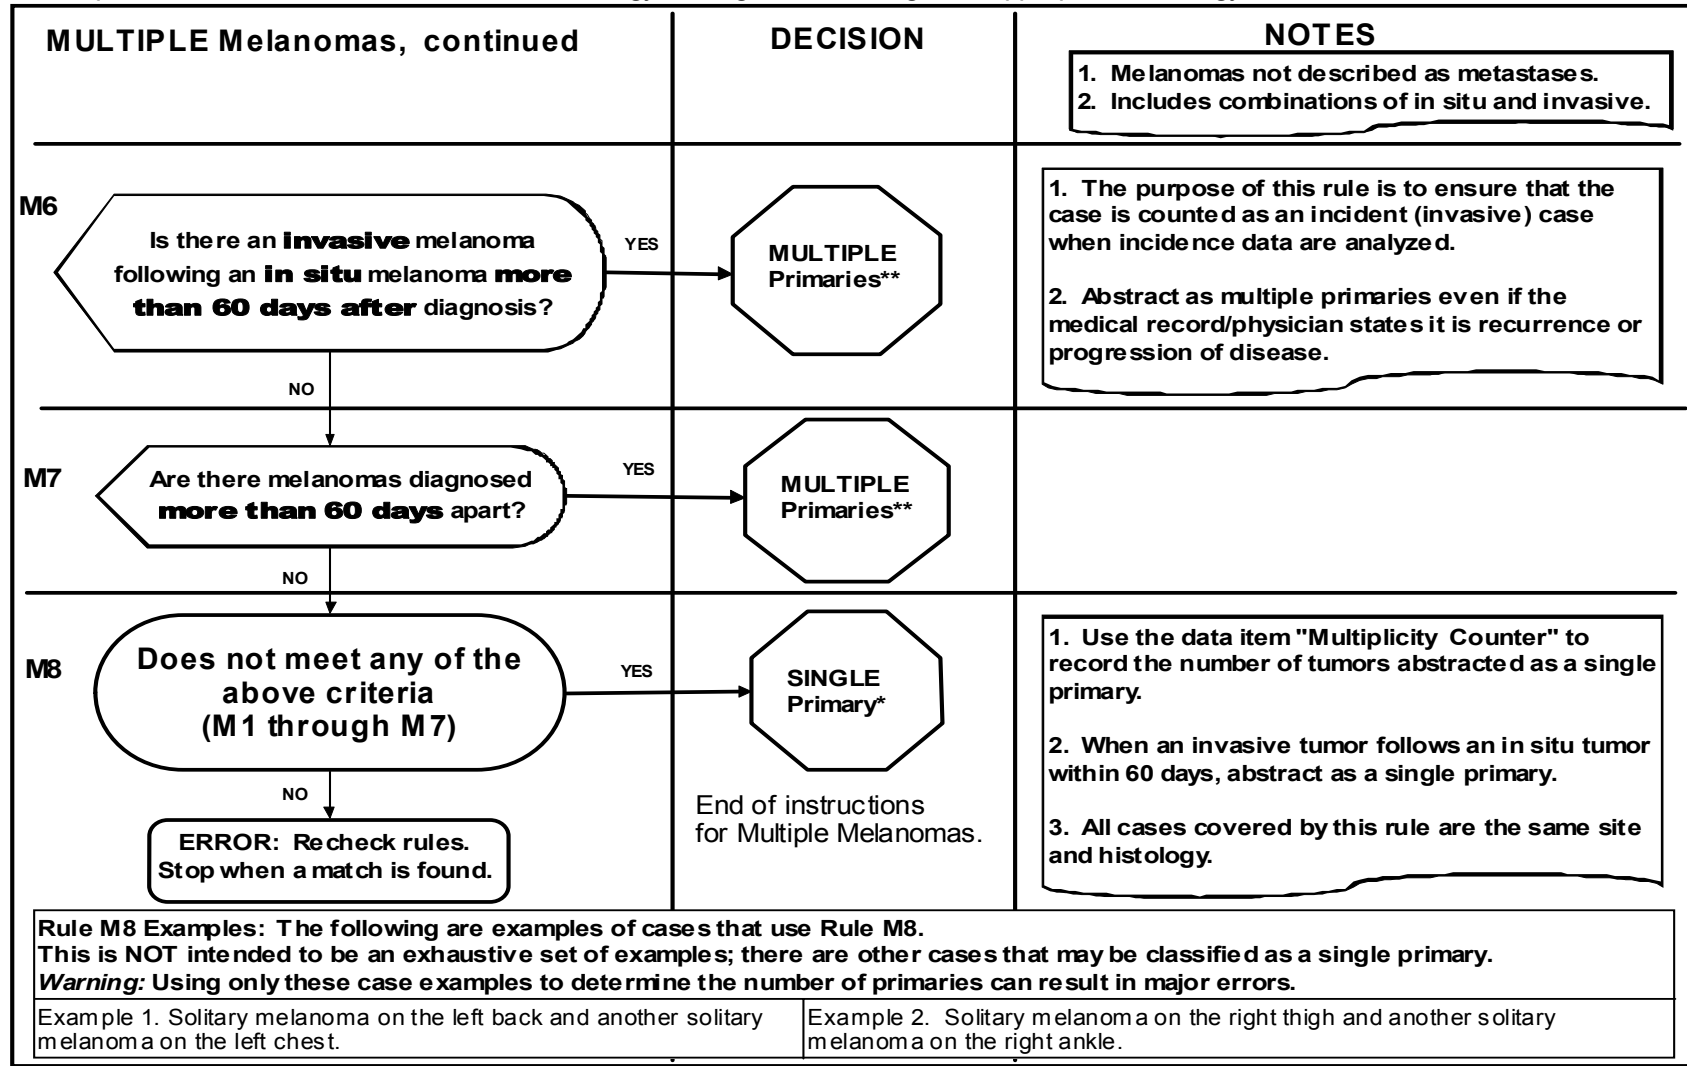 MULTIPLE Melanomas, continued
DECISION
NOTES
1. Melanomas not described as metastases.
2. Includes combinations of in situ and invasive.
M6
Is there an invasive melanoma
following an in situ melanoma more
than 60 days after diagnosis?
YES
MULTIPLE
Primaries**
1. The purpose of this rule is to ensure that the
case is counted as an incident (invasive) case
when incidence data are analyzed.
2. Abstract as multiple primaries even if the
medical record/physician states it is recurrence or
progression of disease.
NO
M7
Are there melanomas diagnosed
more than 60 days apart?
YES
MULTIPLE
Primaries**
NO
M8
Does not meet any of the
above criteria
(M1 through M7)
YES
SINGLE
Primary*
1. Use the data item "Multiplicity Counter" to
record the number of tumors abstracted as a single
primary.
2. When an invasive tumor follows an in situ tumor
within 60 days, abstract as a single primary.
3. All cases covered by this rule are the same site
and histology.
NO
End of instructions
for Multiple Melanomas.
ERROR: Recheck rules.
Stop when a match is found.
Rule M8 Examples: The following are examples of cases that use Rule M8.
This is NOT intended to be an exhaustive set of examples; there are other cases that may be classified as a single primary.
Warning: Using only these case examples to determine the number of primaries can result in major errors.
Example 1. Solitary melanoma on the left back and another solitary
melanoma on the left chest.
Example 2. Solitary melanoma on the right thigh and another solitary
melanoma on the right ankle.